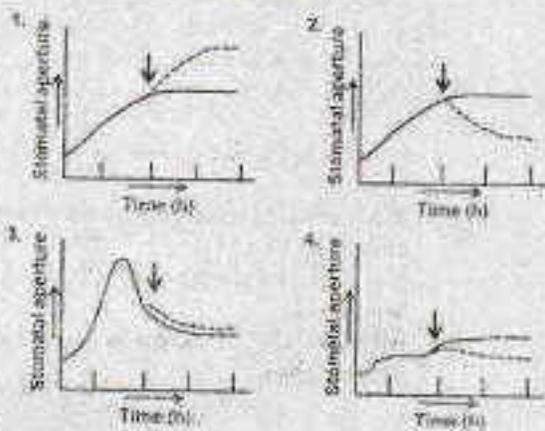 1.
Stomatal aperture
Time (h)
2.
Stomatal aperture
Time (h)
3.
Stomatal aperture
Time (h)
4.
Stomatal aperture
Time (h)